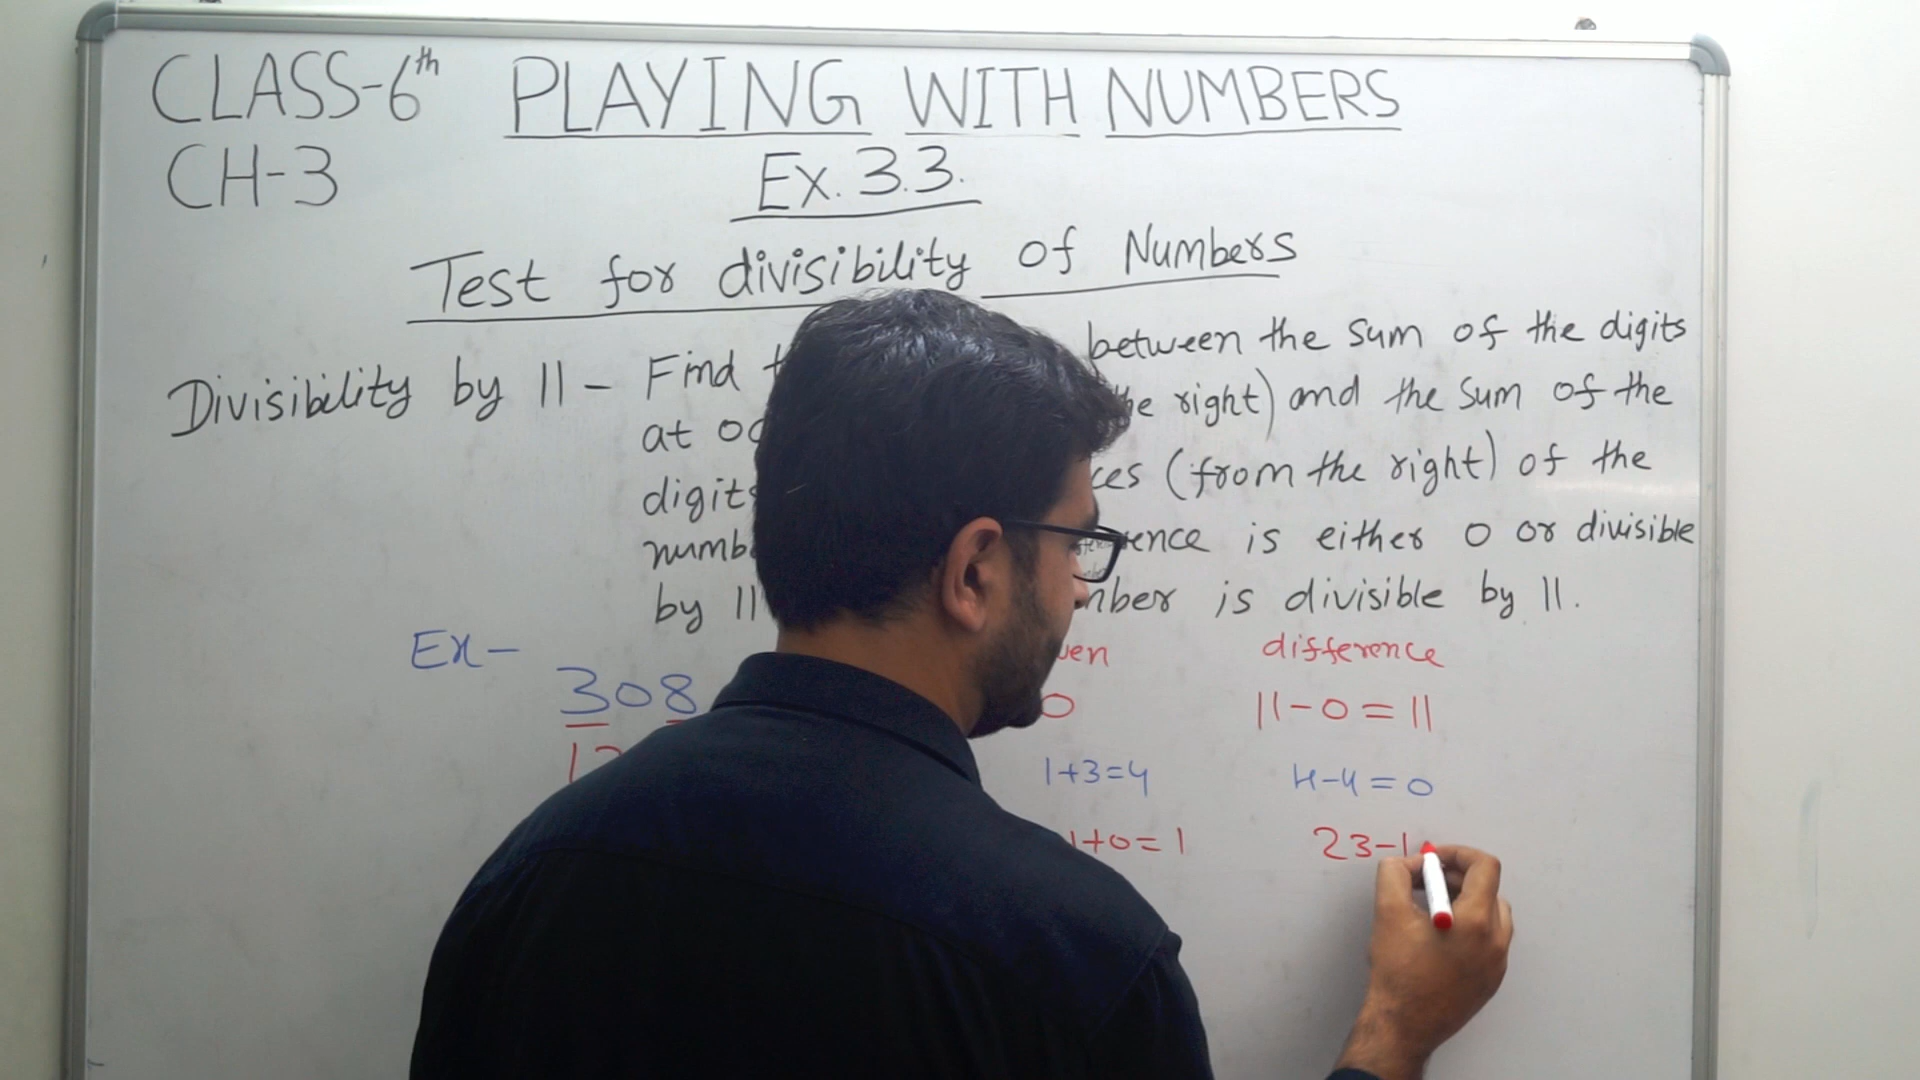 CLASS-6th PLAYING WITH NUMBERS
CH-3
Ex. 3.3.
Test for divisibility of Numbers
Divisibility by 11 - Find between the sum of the digits
at the right) and the sum of the
digits (from the right) of the
is either 0 or divisible
by 11 is divisible by 11.
Ex-
difference
308 0 11-0=11
1+3=4 4-4=0
1+0=1 23-1